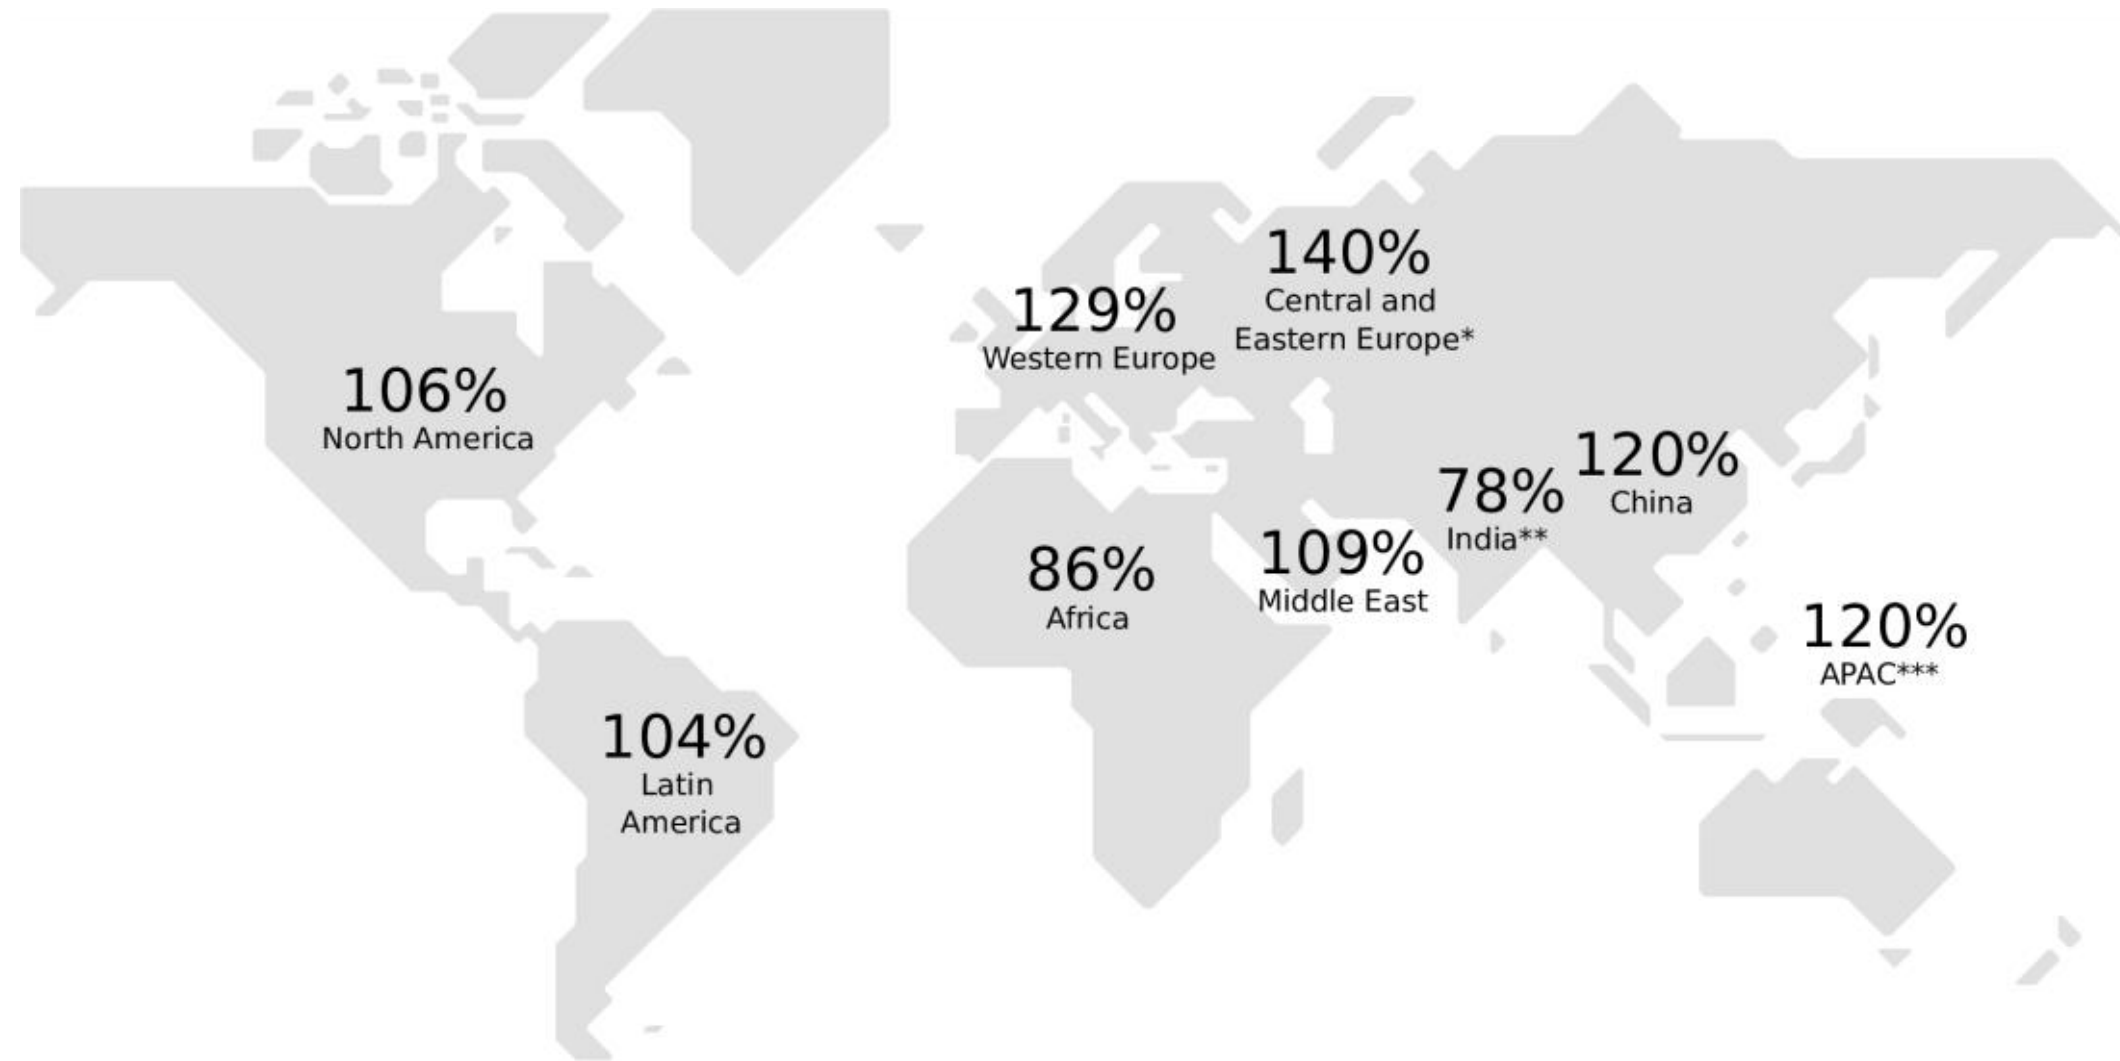 140%
Central and
Eastern Europe*
129%
Western Europe
106%
North America
120%
China
78%
India**
109%
Middle East
86%
Africa
120%
APAC***
104%
Latin
America